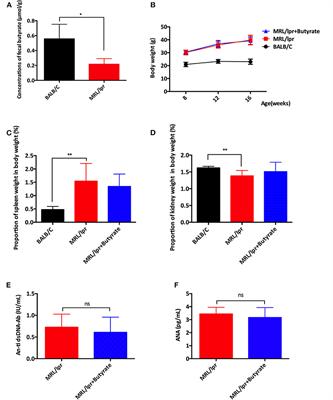 A
Concentrations of fecal butyrate (μmol/g)
0.8
0.6
0.4
0.2
0.0
*
BALB/C
MRL/lpr
B
Body weight (g)
60
40
20
0
8
12
16
Age(weeks)
MRL/lpr+Butyrate
MRL/lpr
BALB/C
C
Proportion of spleen weight in body weight (%)
2.5
2.0
1.5
1.0
0.5
0.0
**
BALB/C
MRL/lpr
MRL/lpr+Butyrate
D
Proportion of kidney weight in body weight (%)
2.0
1.5
1.0
0.5
0.0
**
BALB/C
MRL/lpr
MRL/lpr+Butyrate
E
dsDNA-Ab (IU/mL)
1.5
1.0
0.5
0.0
ns
MRL/lpr
MRL/lpr+Butyrate
F
ANA (pg/mL)
5
4
3
2
1
0
ns
MRL/lpr
MRL/lpr+Butyrate